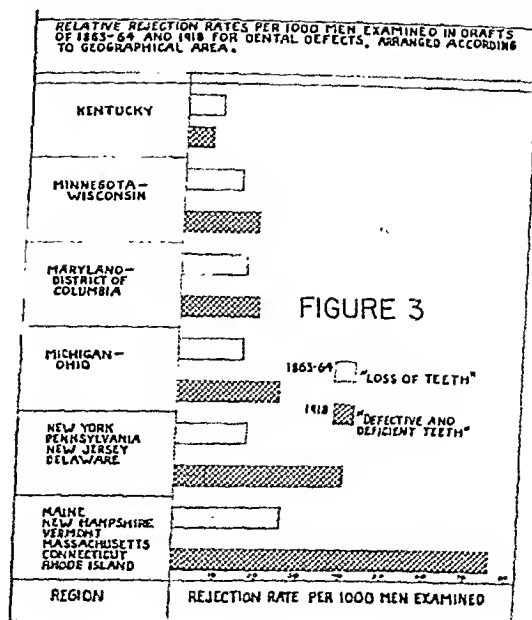 RELATIVE REJECTION RATES PER 1000 MEN EXAMINED IN DRAFTS
OF 1863-64 AND 1918 FOR DENTAL DEFECTS, ARRANGED ACCORDING
TO GEOGRAPHICAL AREA.
KENTUCKY
MINNESOTA-
WISCONSIN
MARYLAND-
DISTRICT OF
COLUMBIA
FIGURE 3
MICHIGAN-
OHIO
1863-64 "LOSS OF TEETH"
1918 "DEFECTIVE AND
DEFICIENT TEETH"
NEW YORK
PENNSYLVANIA
NEW JERSEY
DELAWARE
MAINE
NEW HAMPSHIRE
VERMONT
MASSACHUSETTS
CONNECTICUT
RHODE ISLAND
REGION
REJECTION RATE PER 1000 MEN EXAMINED